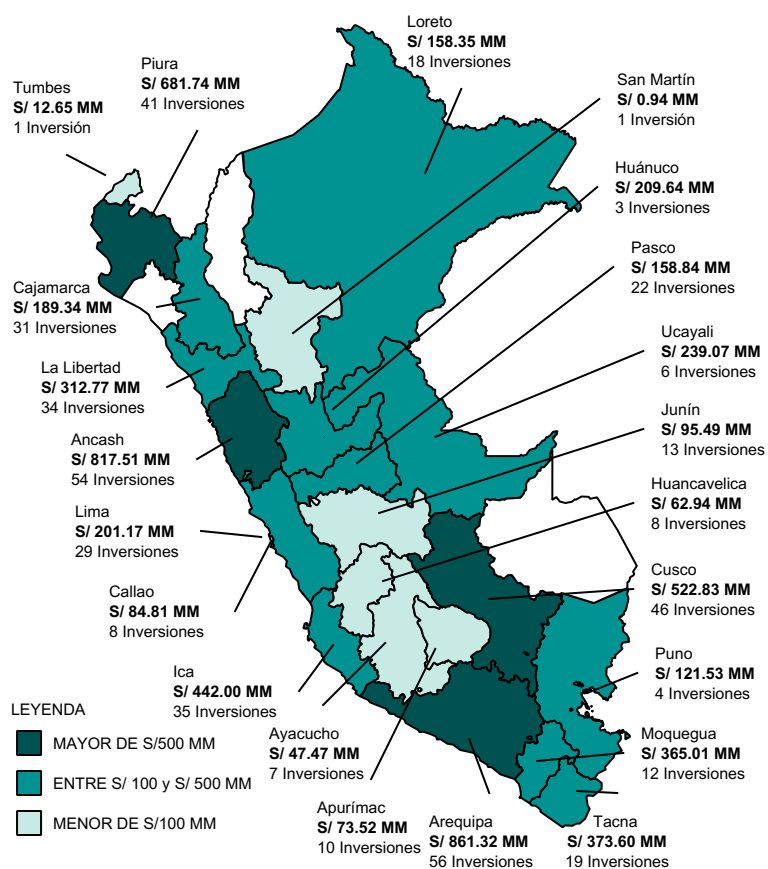 Loreto
S/ 158.35 MM
18 Inversiones
Piura
S/ 681.74 MM
41 Inversiones
Tumbes
S/ 12.65 MM
1 Inversión
San Martín
S/ 0.94 MM
1 Inversión
Huánuco
S/ 209.64 MM
3 Inversiones
Pasco
S/ 158.84 MM
22 Inversiones
Cajamarca
S/ 189.34 MM
31 Inversiones
Ucayali
S/ 239.07 MM
6 Inversiones
La Libertad
S/ 312.77 MM
34 Inversiones
Junín
S/ 95.49 MM
13 Inversiones
Ancash
S/ 817.51 MM
54 Inversiones
Huancavelica
S/ 62.94 MM
8 Inversiones
Lima
S/ 201.17 MM
29 Inversiones
Cusco
S/ 522.83 MM
46 Inversiones
Callao
S/ 84.81 MM
8 Inversiones
Puno
S/ 121.53 MM
4 Inversiones
Ica
S/ 442.00 MM
35 Inversiones
Ayacucho
S/ 47.47 MM
7 Inversiones
Moquegua
S/ 365.01 MM
12 Inversiones
Apurímac
S/ 73.52 MM
10 Inversiones
Arequipa
S/ 861.32 MM
56 Inversiones
Tacna
S/ 373.60 MM
19 Inversiones
LEYENDA
MAYOR DE S/500 MM
ENTRE S/ 100 y S/ 500 MM
MENOR DE S/100 MM